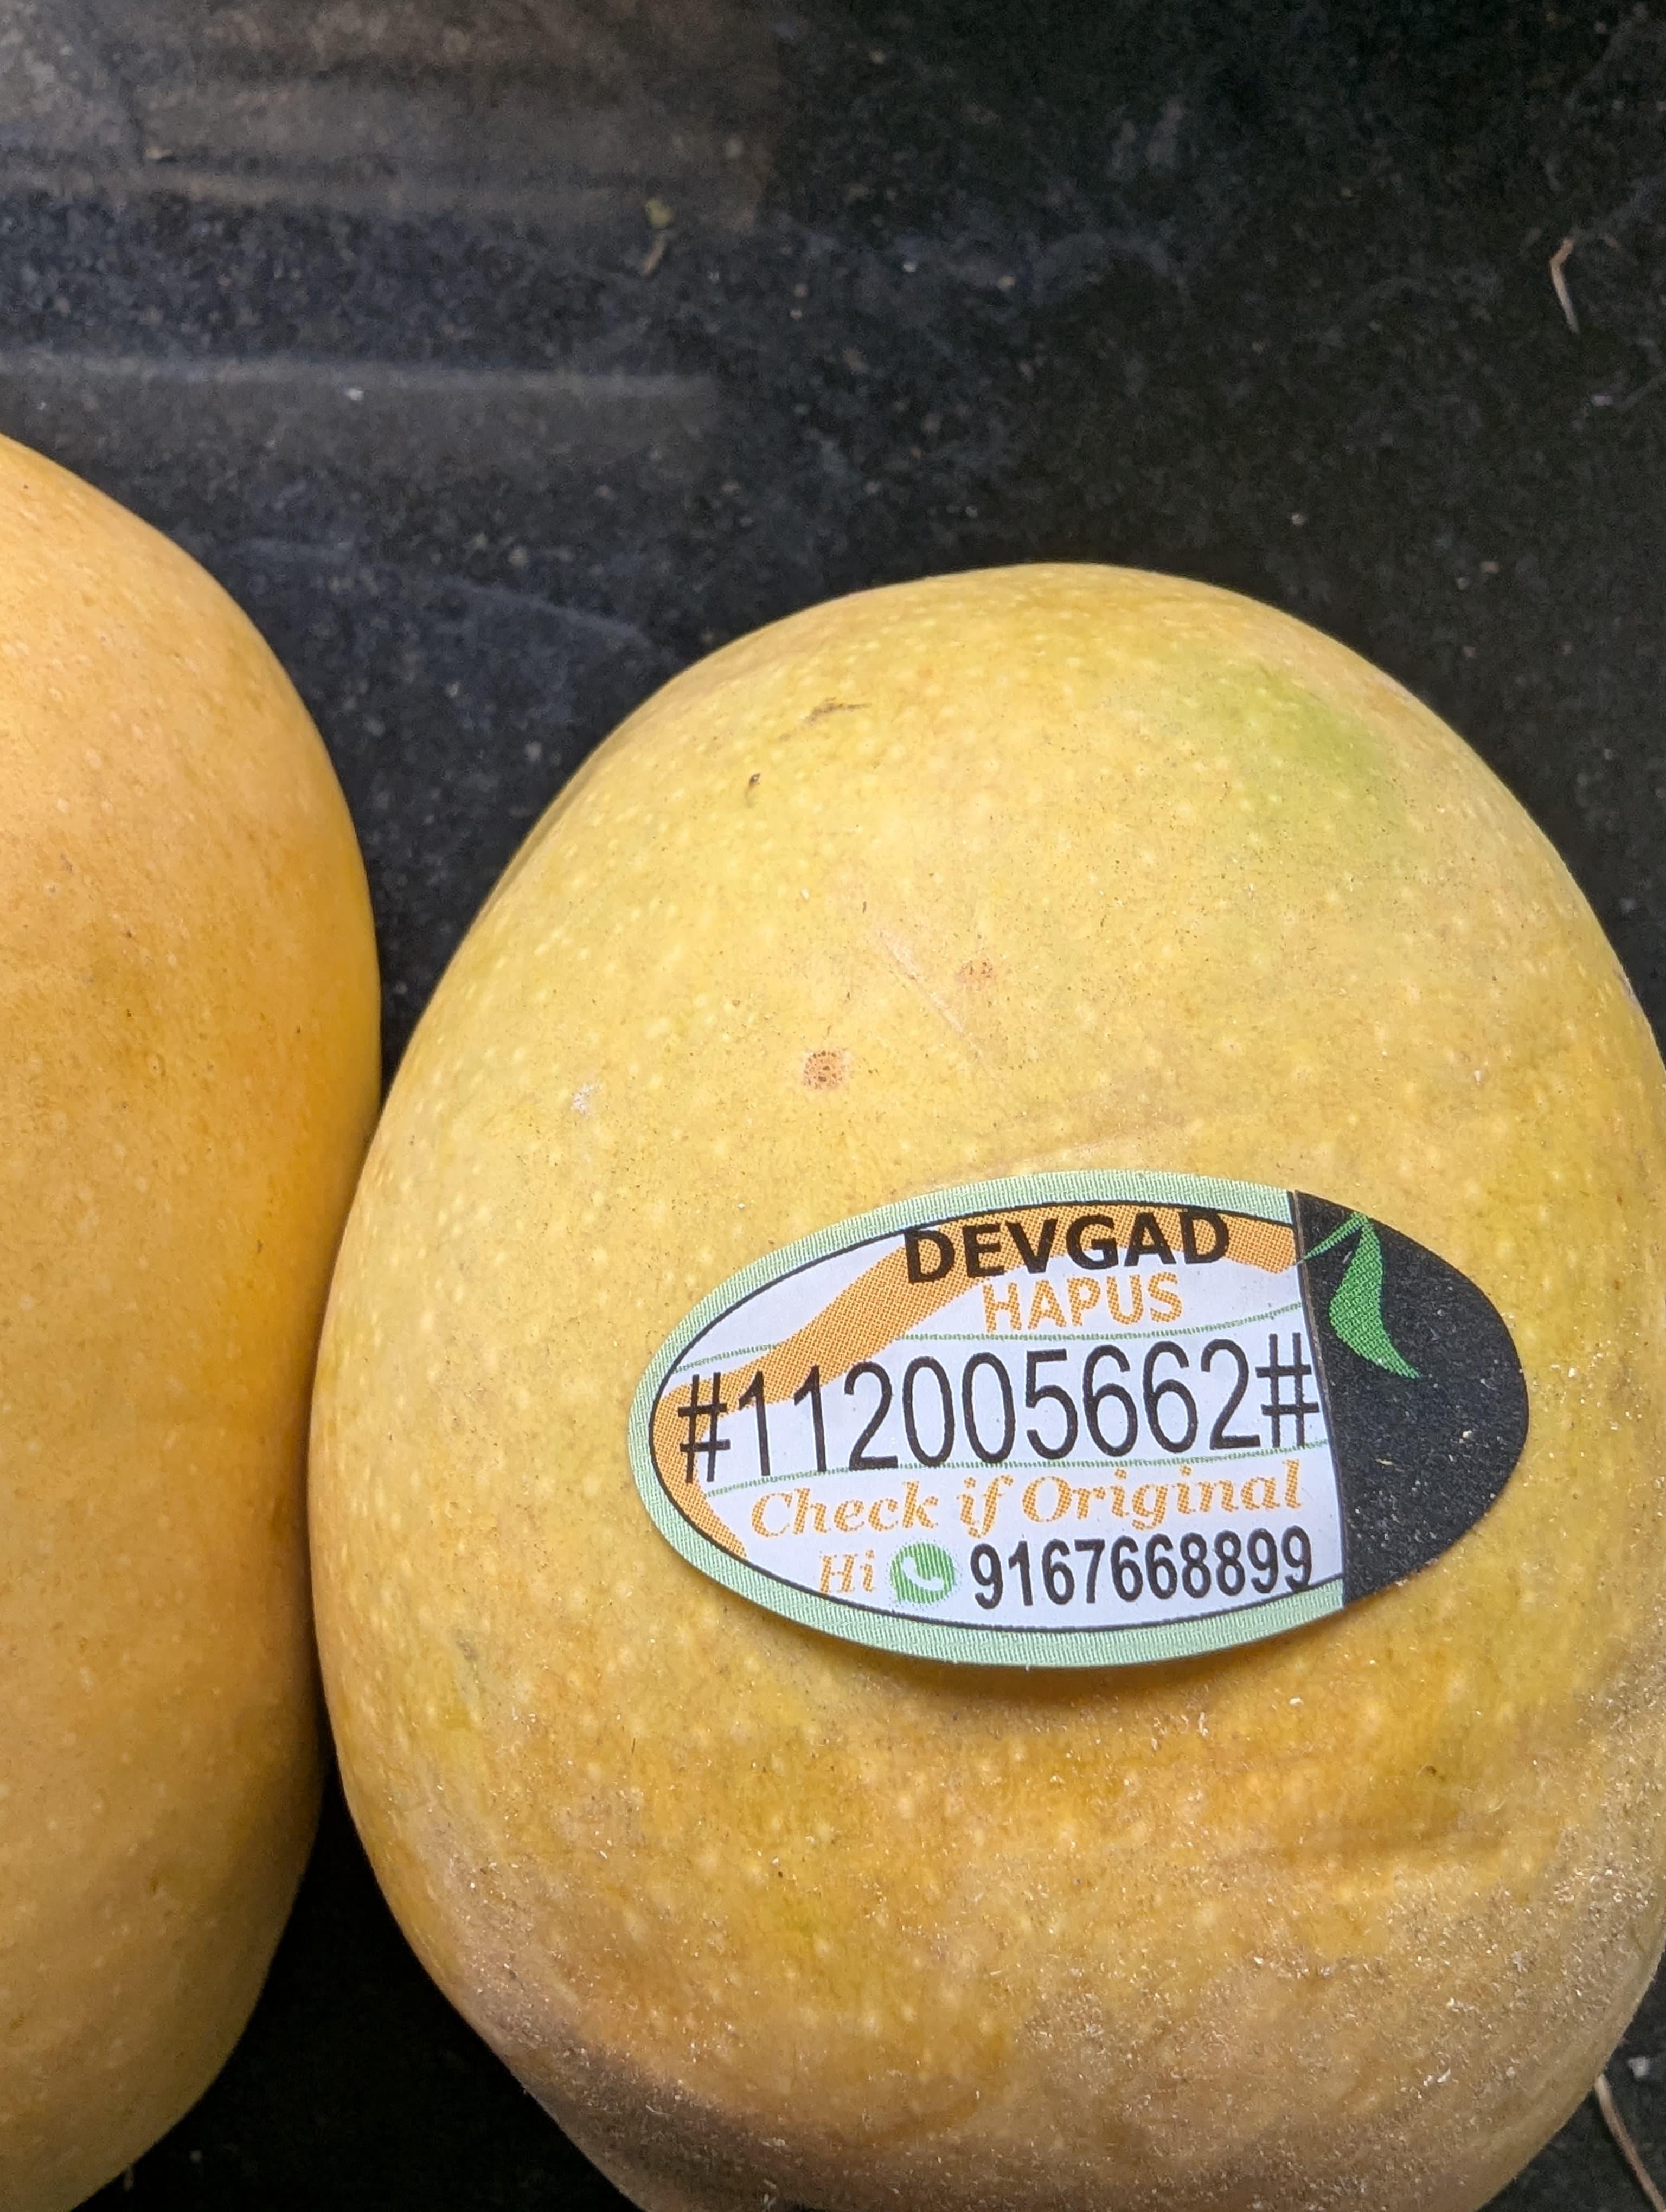 DEVGAD
HAPUS
#112005662#
Check if Original
Hi 9167668899